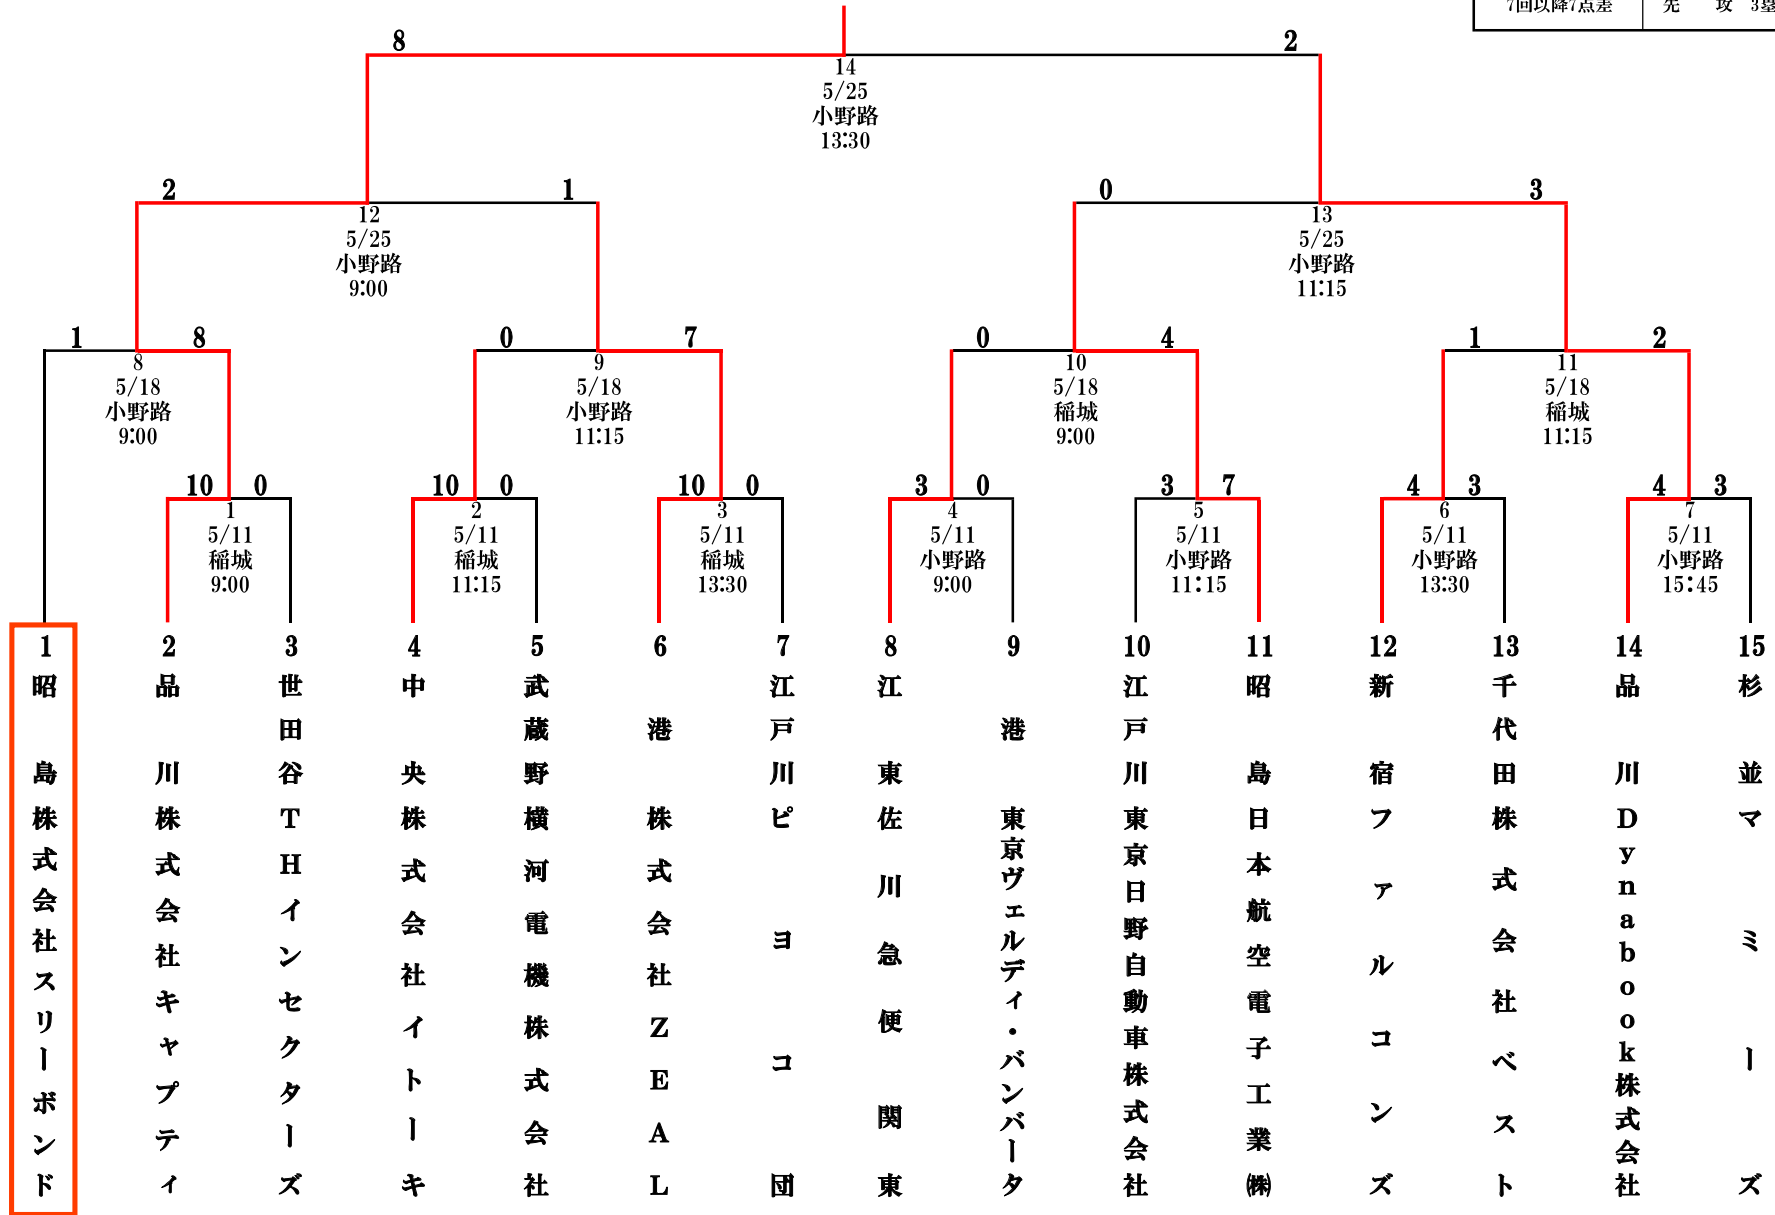 7回以降7点差 先 攻 3塁
8 2
14
5/25
小野路
13:30
2 1 0 3
12 13
5/25 5/25
小野路 小野路
9:00 11:15
1 8 0 7 0 4 1 2
8 9 10 11
5/18 5/18 5/18 5/18
小野路 小野路 稲城 稲城
9:00 11:15 9:00 11:15
10 0 10 0 10 0 3 0 3 7 4 3 4 3
1 2 3 4 5 6 7
5/11 5/11 5/11 5/11 5/11 5/11 5/11
稲城 稲城 稲城 小野路 小野路 小野路 小野路
9:00 11:15 13:30 9:00 11:15 13:30 15:45
1 昭島 株式会社スリーボンド
2 品川 株式会社キャプティ
3 世田谷 THインセクターズ
4 中央 株式会社イトーキ
5 武蔵野 横河電機株式会社
6 港 株式会社ZEAL
7 江戸川 ピヨコ団
8 江東 佐川急便関東
9 港 東京ヴェルディ・バンバータ
10 江戸川 東京日野自動車株式会社
11 昭島 日本航空電子工業㈱
12 新宿 ファルコンズ
13 千代田 株式会社ベスト
14 品川 Dynabook株式会社
15 杉並 マミーズ